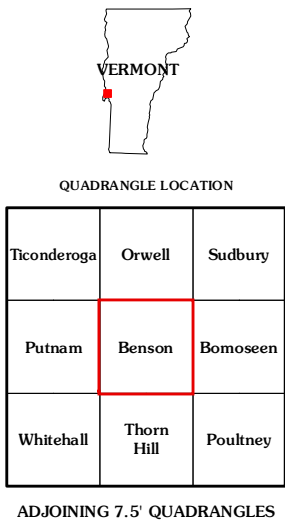 VERMONT
QUADRANGLE LOCATION
Ticonderoga Orwell Sudbury
Putnam Benson Bomoseen
Whitehall Thorn Hill Poultney
ADJOINING 7.5' QUADRANGLES